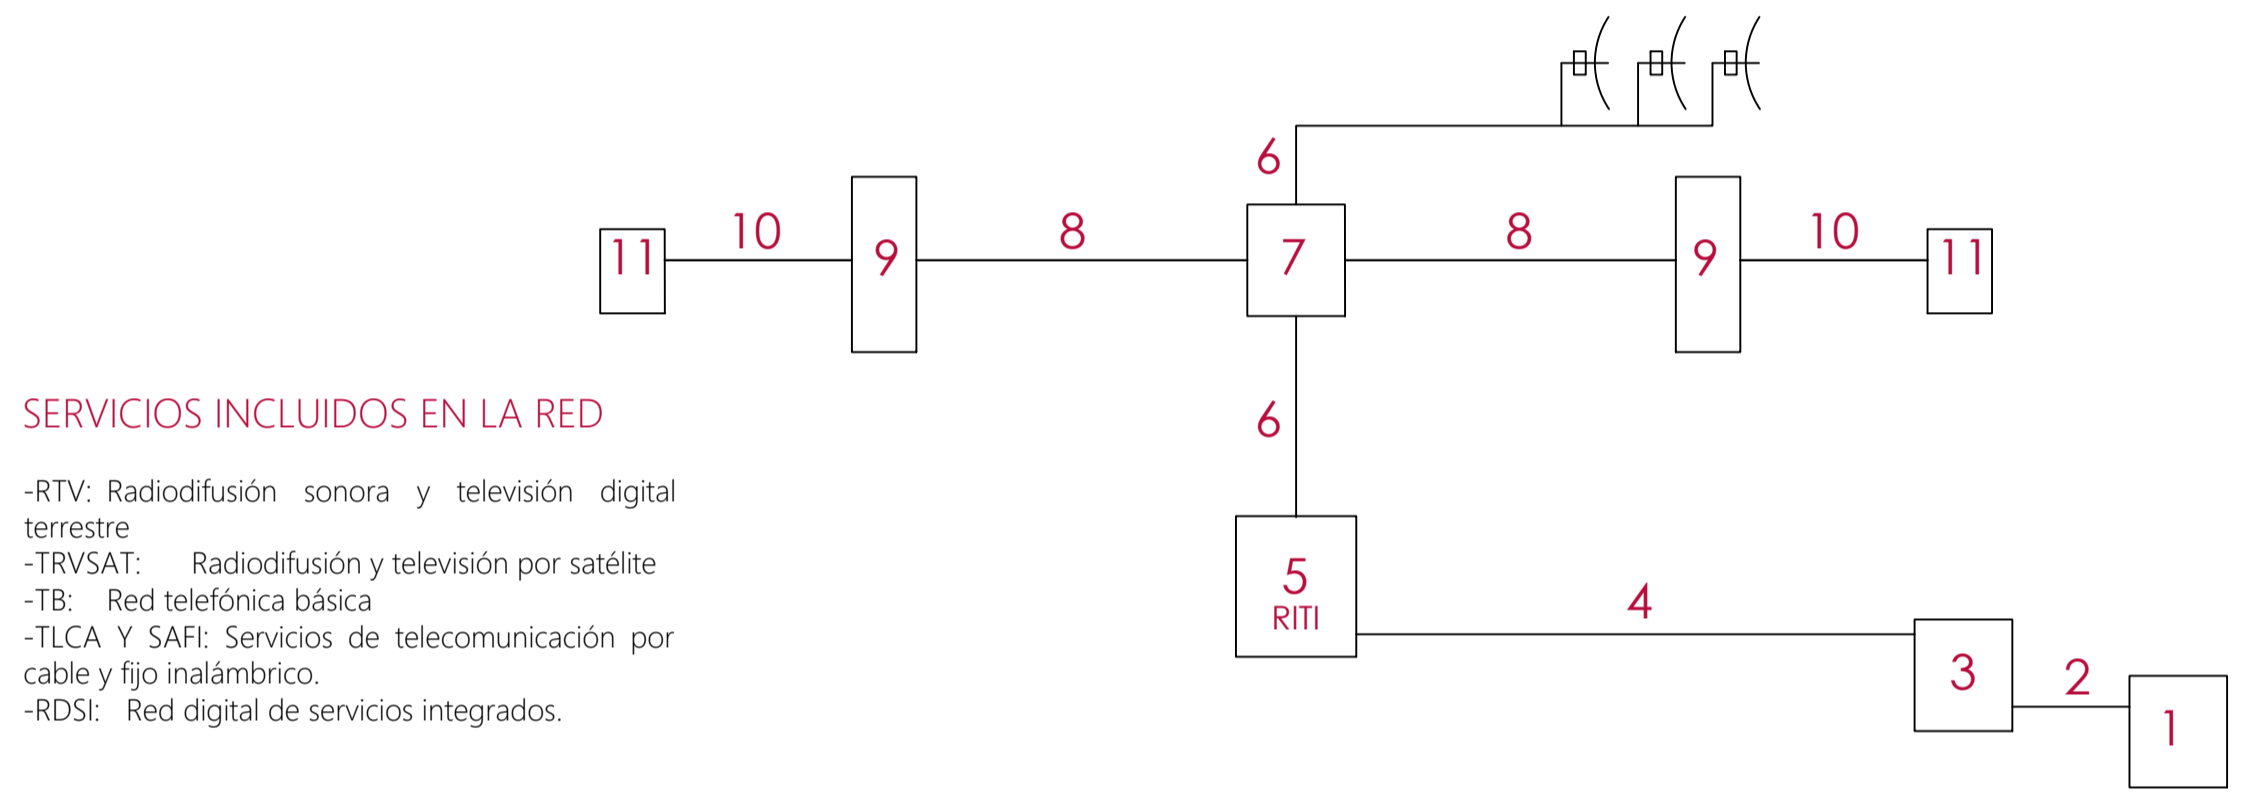 6
10
8
8
10
11
9
7
9
11
SERVICIOS INCLUIDOS EN LA RED
6
-RTV: Radiodifusión sonora y televisión digital
terrestre
-TRVSAT: Radiodifusión y televisión por satélite
-TB: Red telefónica básica
-TLCA Y SAFI: Servicios de telecomunicación por
cable y fijo inalámbrico.
-RDSI: Red digital de servicios integrados.
5
RITI
4
3
2
1